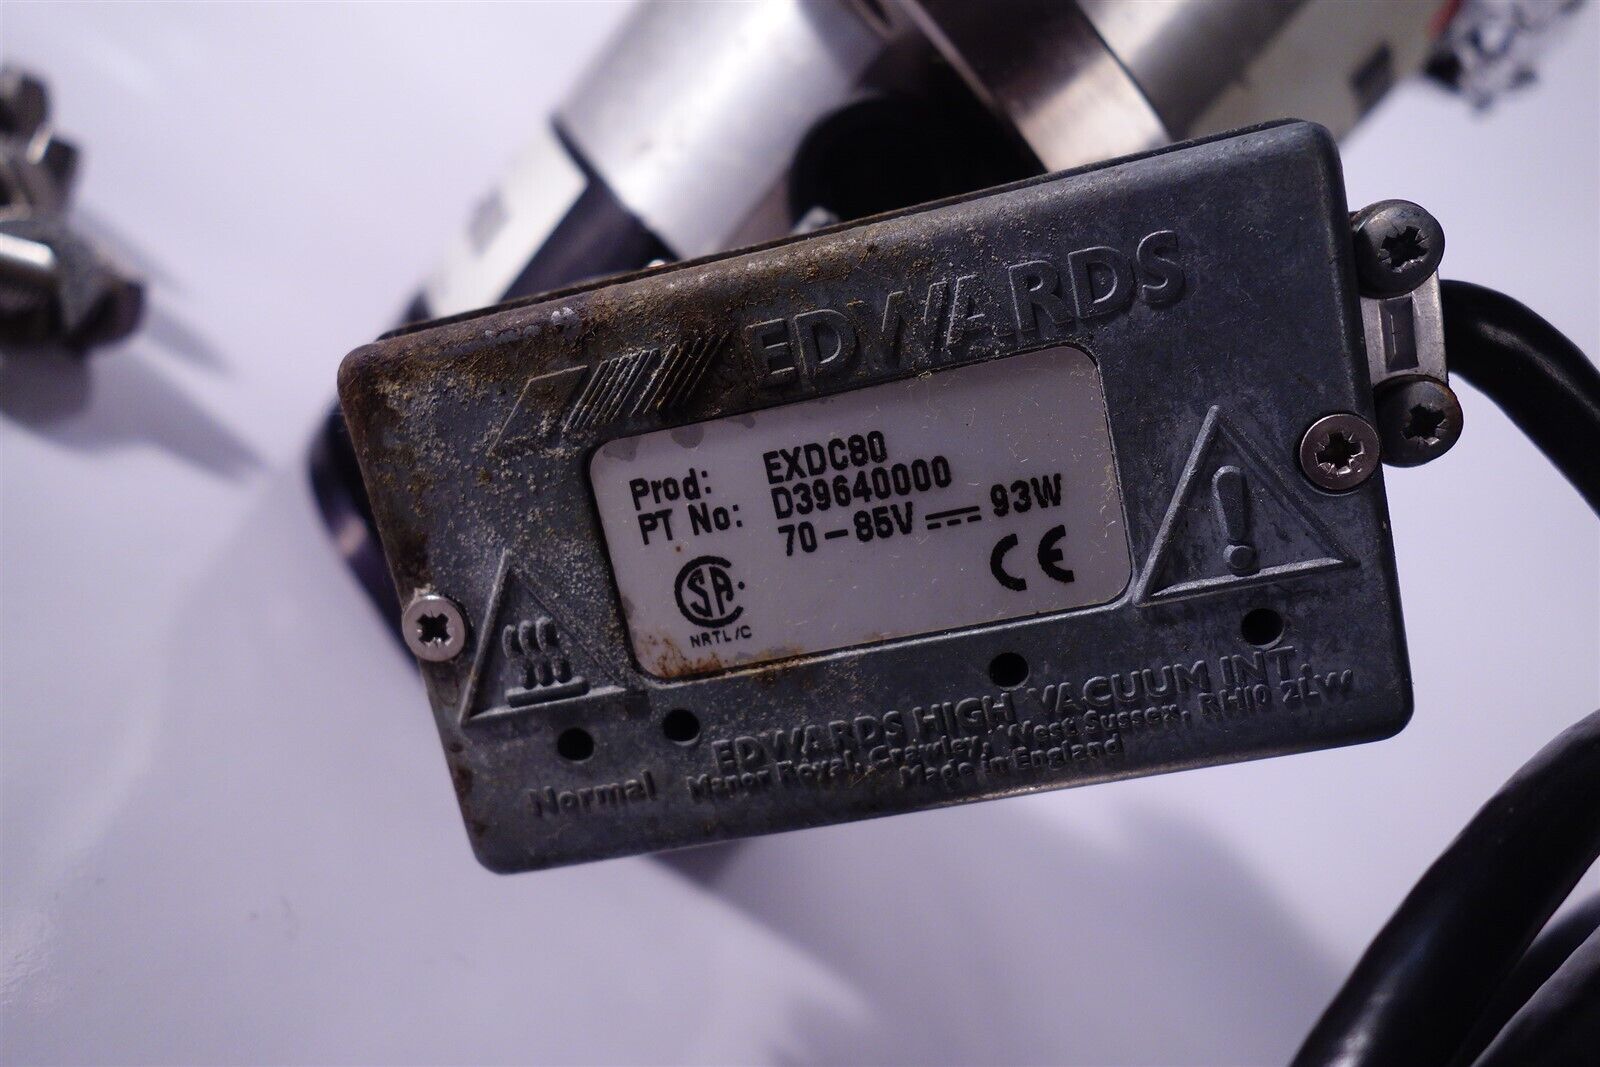 EDWARDS
Prod: EXDC80
PT No: D39640000
70-85V ⎓ 93W
CSA
NRTL/C
CE
Normal
EDWARDS HIGH VACUUM INT.
Manor Royal, Crawley, West Sussex, RH10 2LW
Made in England